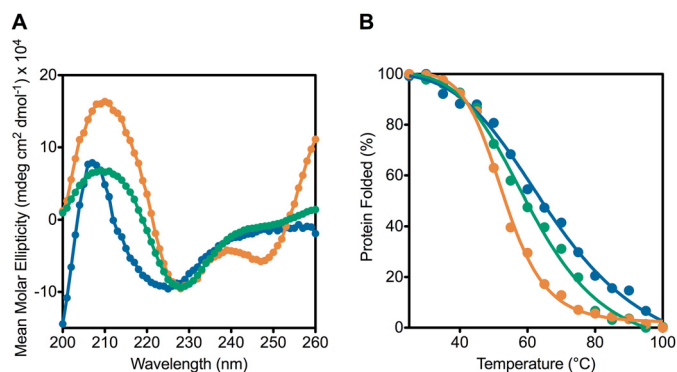 A
Mean Molar Ellipticity (mdeg cm² dmol⁻¹) x 10⁴
20
10
0
-10
200 210 220 230 240 250 260
Wavelength (nm)
B
Protein Folded (%)
100
80
60
40
20
0
40 60 80 100
Temperature (°C)